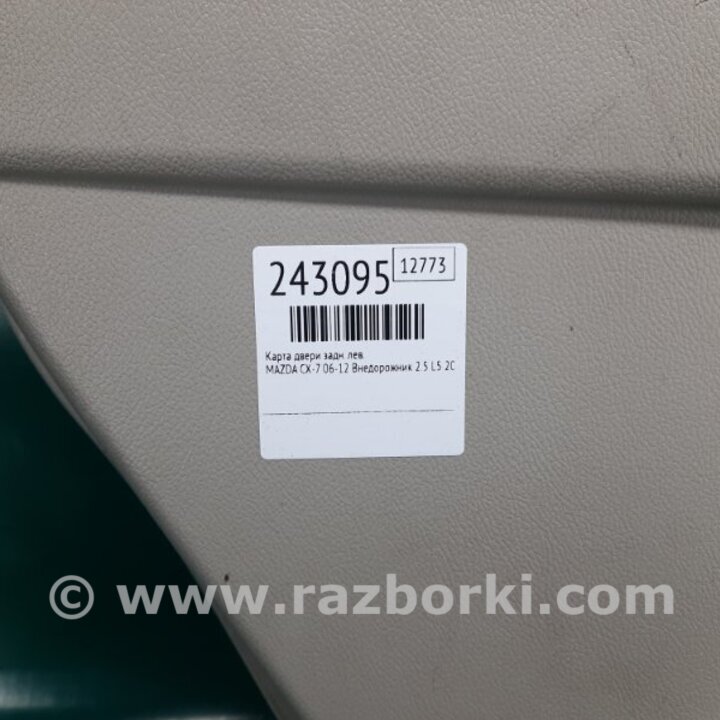 243095 12773
Карта двери задн. лев.
MAZDA CX-7 06-12 Внедорожник 2.5 L5 2C
© www.razborki.com